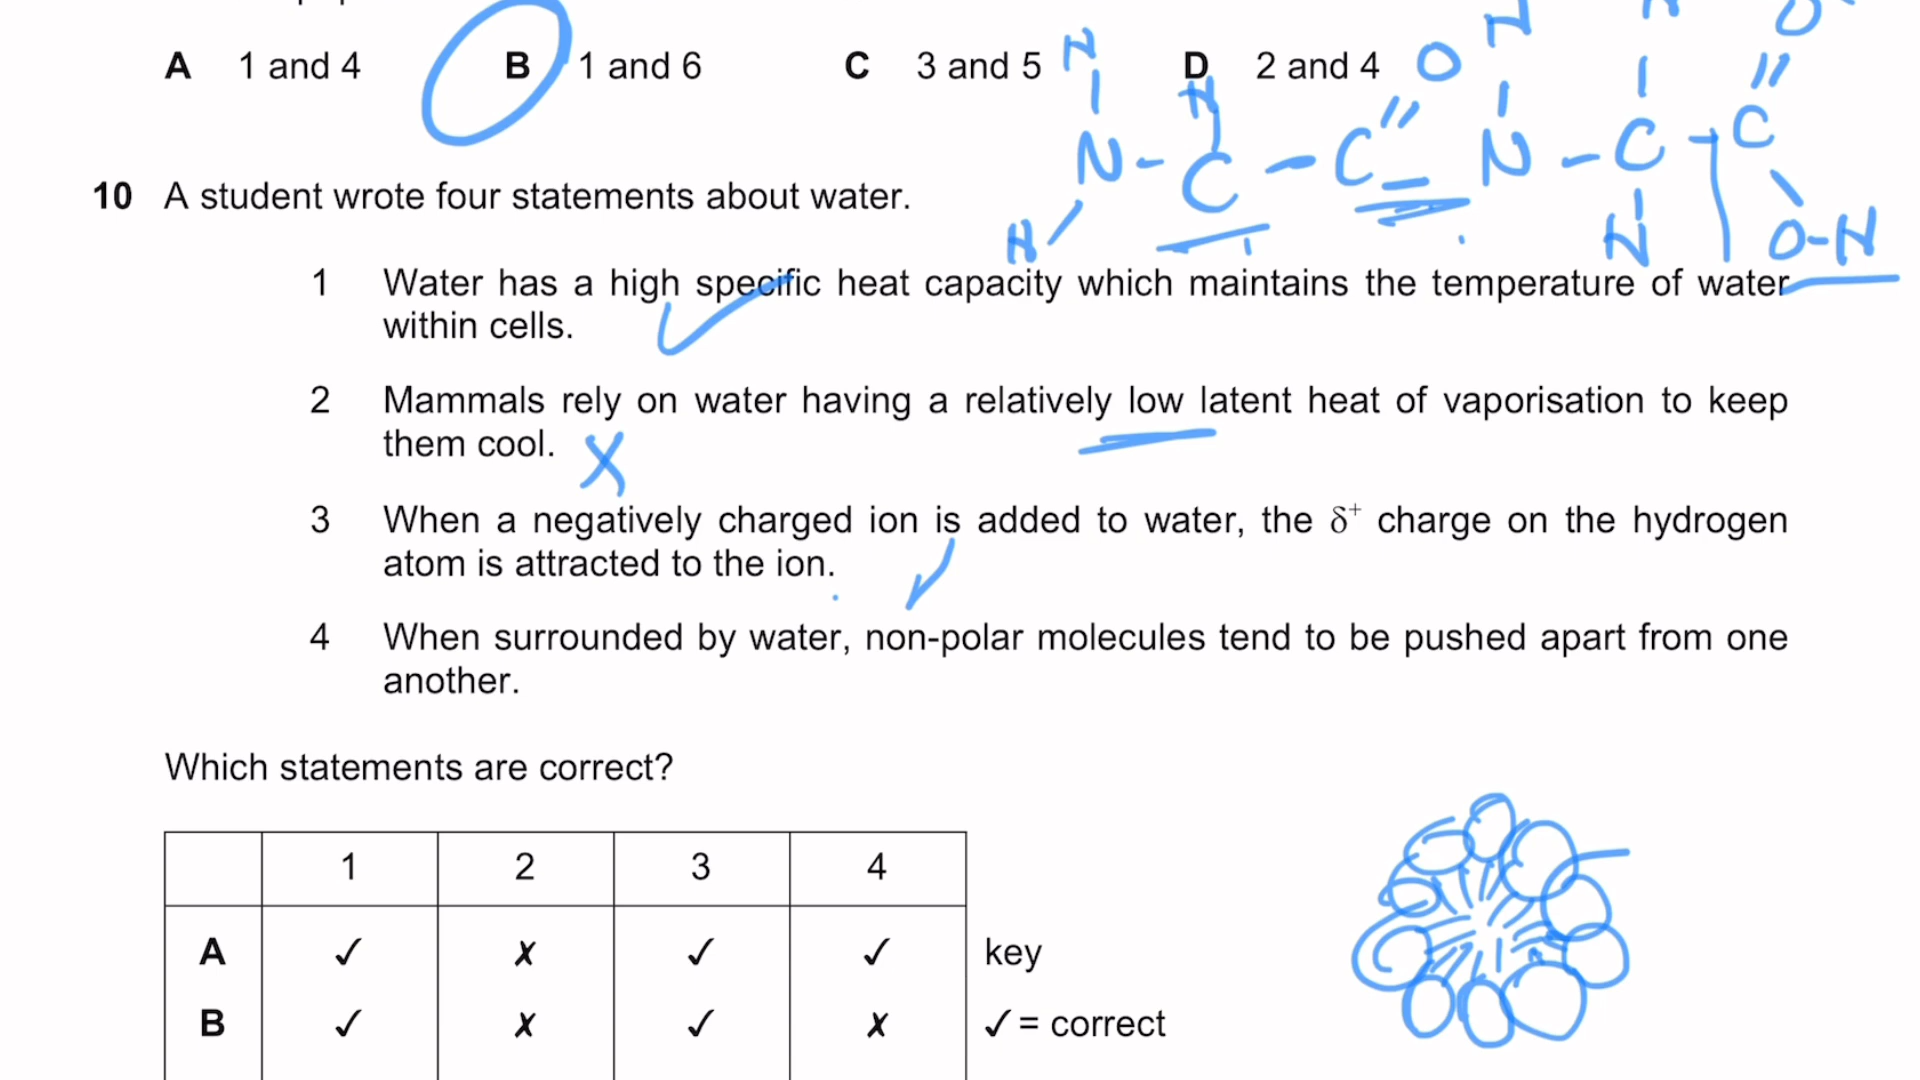 A 1 and 4 B 1 and 6 C 3 and 5 D 2 and 4
H H O H O
N - C - C N - C - C
H H O-H
10 A student wrote four statements about water.
1 Water has a high specific heat capacity which maintains the temperature of water
within cells.
2 Mammals rely on water having a relatively low latent heat of vaporisation to keep
them cool.
3 When a negatively charged ion is added to water, the δ⁺ charge on the hydrogen
atom is attracted to the ion.
4 When surrounded by water, non-polar molecules tend to be pushed apart from one
another.
Which statements are correct?
1 2 3 4
A ✓ ✗ ✓ ✓ key
B ✓ ✗ ✓ ✗ ✓ = correct